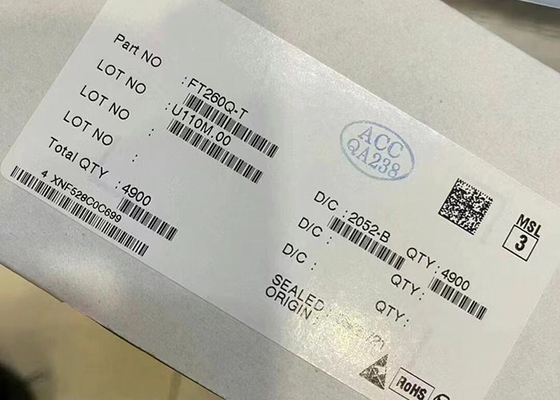 Part NO : FT260Q-T
LOT NO : U110M.00
LOT NO :
LOT NO
Total QTY : 4900
4 XNF528C0C699
ACC
QA238
D/C : 2052-B QTY : 4900
D/C : QTY :
D/C : QTY:
SEALED
ORIGIN
MSL
3
RoHS